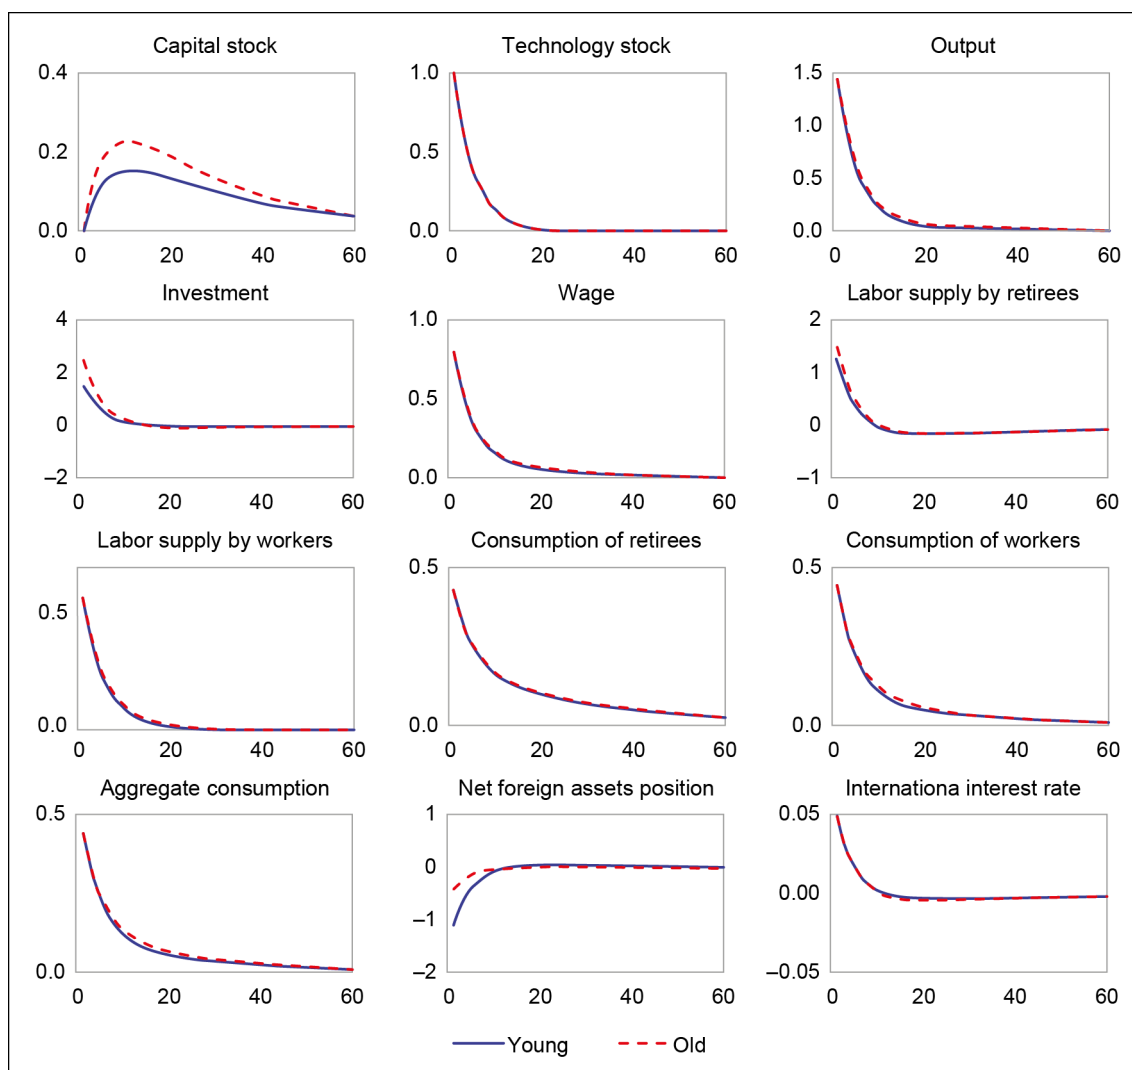 Capital stock
0.4
0.2
0.0
0 20 40 60
Technology stock
1.0
0.5
0.0
0 20 40 60
Output
1.5
1.0
0.5
0.0
0 20 40 60
Investment
4
2
0
–2
0 20 40 60
Wage
1.0
0.5
0.0
0 20 40 60
Labor supply by retirees
2
1
0
–1
0 20 40 60
Labor supply by workers
0.5
0.0
0 20 40 60
Consumption of retirees
0.5
0.0
0 20 40 60
Consumption of workers
0.5
0.0
0 20 40 60
Aggregate consumption
0.5
0.0
0 20 40 60
Net foreign assets position
1
0
–1
–2
0 20 40 60
Internationa interest rate
0.05
0.00
–0.05
0 20 40 60
Young Old